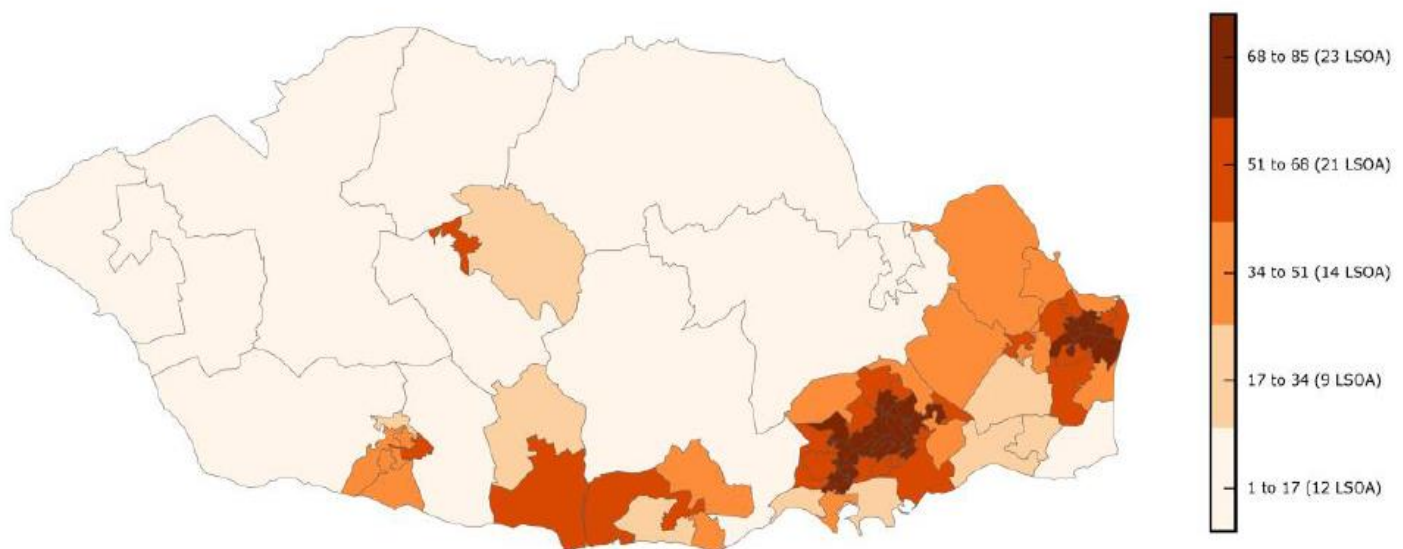 68 to 85 (23 LSOA)
51 to 68 (21 LSOA)
34 to 51 (14 LSOA)
17 to 34 (9 LSOA)
1 to 17 (12 LSOA)